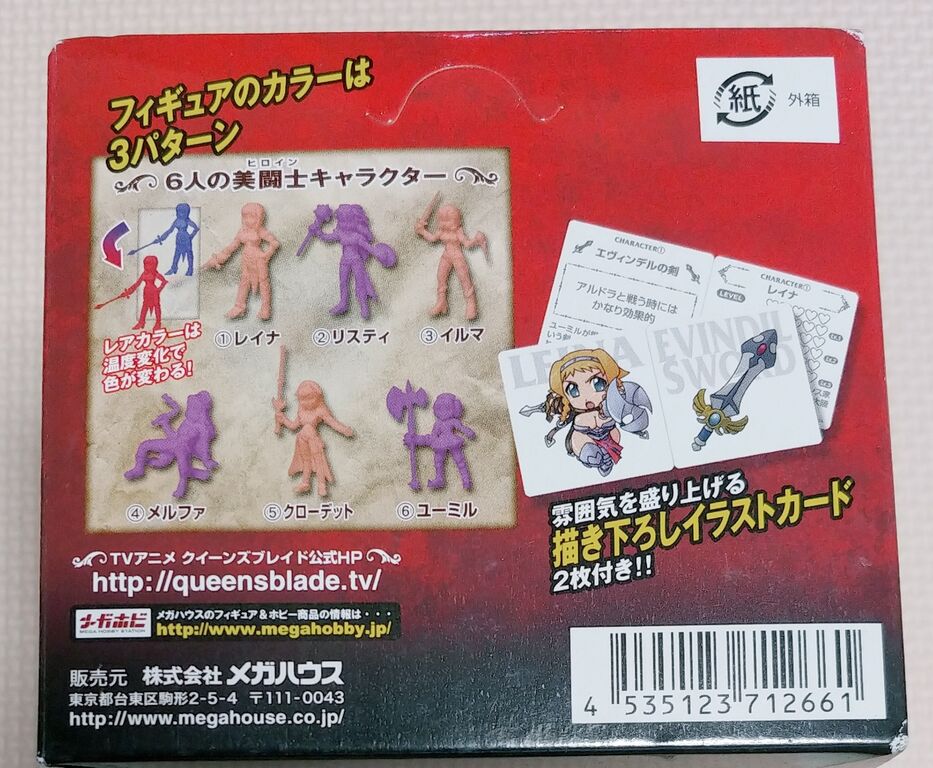 フィギュアのカラーは
3パターン
紙
外箱
ヒロイン
6人の美闘士キャラクター
レアカラーは
温度変化で
色が変わる!
①レイナ
②リスティ
③イルマ
④メルファ
⑤クローデット
⑥ユーミル
CHARACTER①
エヴィンデルの剣
アルドラと戦う時には
かなり効果的
ユーミルが
いう剣
CHARACTER①
レイナ
LEVEL
LEINA
EVINDIL
SWORD
雰囲気を盛り上げる
描き下ろしイラストカード
2枚付き!!
TVアニメ クイーンズブレイド公式HP
http://queensblade.tv/
メガホビ
MEGA HOBBY STATION
メガハウスのフィギュア&ホビー商品の情報は・・・
http://www.megahobby.jp/
販売元 株式会社 メガハウス
東京都台東区駒形2-5-4 〒111-0043
http://www.megahouse.co.jp/
4 535123 712661